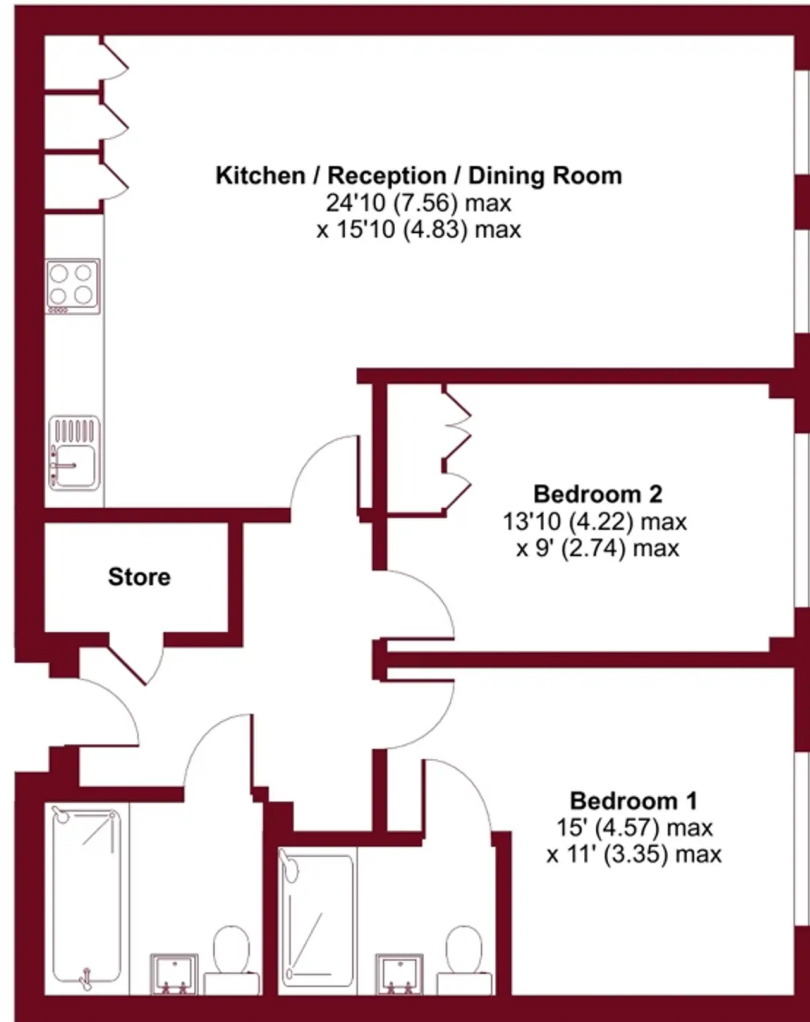 Kitchen / Reception / Dining Room
24'10 (7.56) max
x 15'10 (4.83) max
Bedroom 2
13'10 (4.22) max
x 9' (2.74) max
Store
Bedroom 1
15' (4.57) max
x 11' (3.35) max